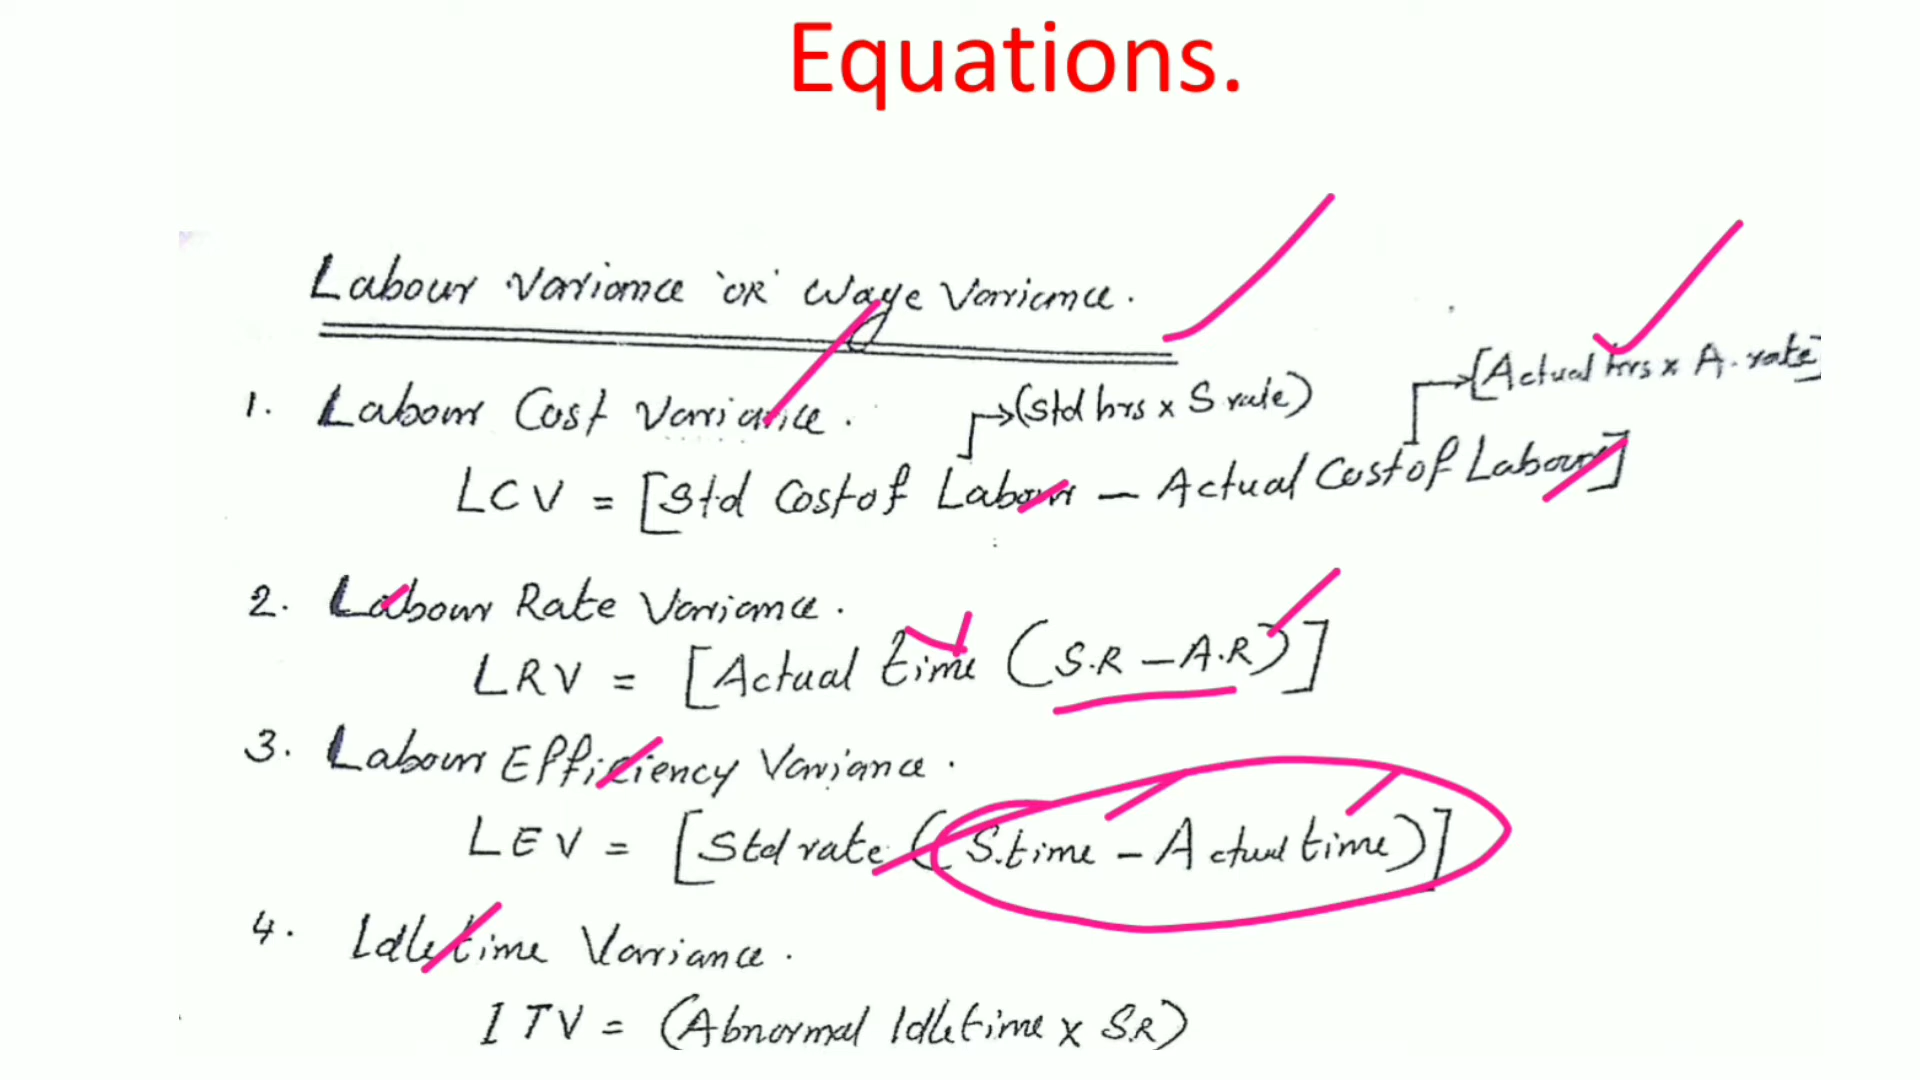 Equations.
Labour Variance 'OR' Wage Variance.
1. Labour Cost Variance.
(Std hrs x S rate)
[Actual hrs x A. rate]
LCV = [Std Cost of Labour - Actual Cost of Labour]
2. Labour Rate Variance.
LRV = [Actual time (S.R - A.R)]
3. Labour Efficiency Variance.
LEV = [Std rate (S.time - Actual time)]
4. Idle time Variance.
ITV = (Abnormal Idle time x S.R)